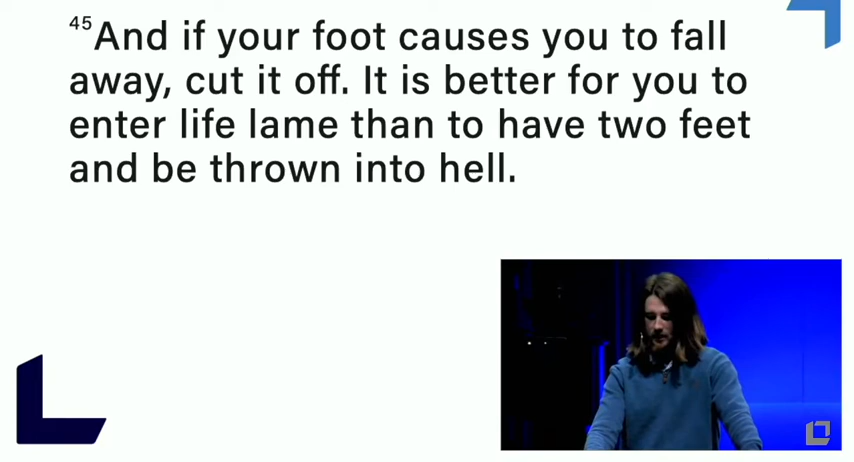 45And if your foot causes you to fall
away, cut it off. It is better for you to
enter life lame than to have two feet
and be thrown into hell.